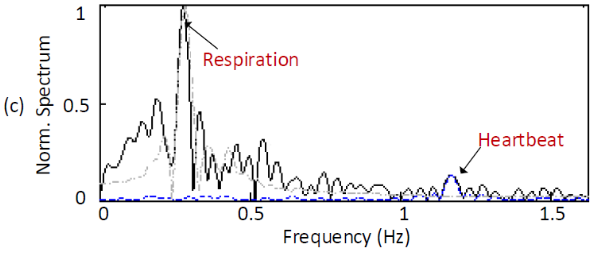 1
Respiration
(c)
Norm. Spectrum
0.5
Heartbeat
0
0
0.5
1
1.5
Frequency (Hz)